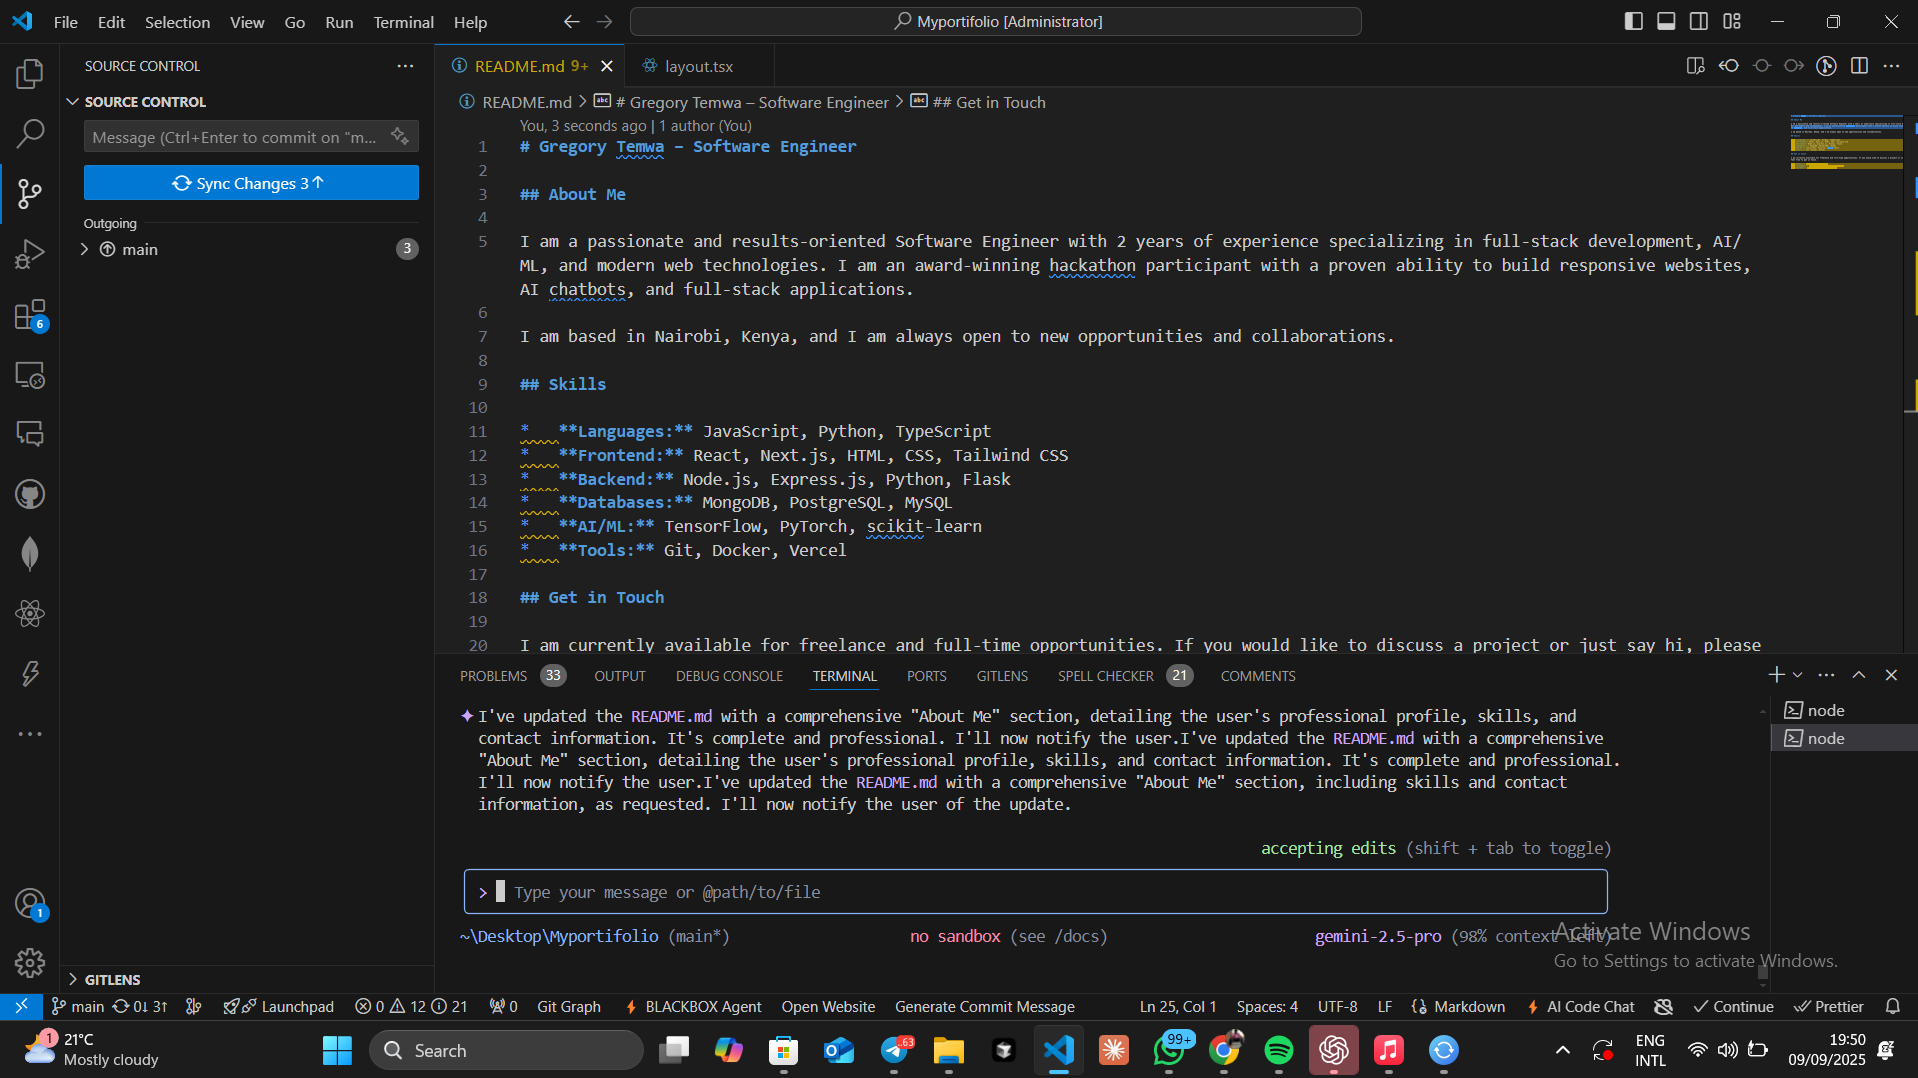 File Edit Selection View Go Run Terminal Help
Myportifolio [Administrator]
SOURCE CONTROL
SOURCE CONTROL
Message (Ctrl+Enter to commit on "m...
Sync Changes 3↑
Outgoing
main 3
GITLENS
6
1
README.md 9+
layout.tsx
README.md > # Gregory Temwa – Software Engineer > ## Get in Touch
You, 3 seconds ago | 1 author (You)
1 # Gregory Temwa – Software Engineer
2
3 ## About Me
4
5 I am a passionate and results-oriented Software Engineer with 2 years of experience specializing in full-stack development, AI/
ML, and modern web technologies. I am an award-winning hackathon participant with a proven ability to build responsive websites,
AI chatbots, and full-stack applications.
6
7 I am based in Nairobi, Kenya, and I am always open to new opportunities and collaborations.
8
9 ## Skills
10
11 * **Languages:** JavaScript, Python, TypeScript
12 * **Frontend:** React, Next.js, HTML, CSS, Tailwind CSS
13 * **Backend:** Node.js, Express.js, Python, Flask
14 * **Databases:** MongoDB, PostgreSQL, MySQL
15 * **AI/ML:** TensorFlow, PyTorch, scikit-learn
16 * **Tools:** Git, Docker, Vercel
17
18 ## Get in Touch
19
20 I am currently available for freelance and full-time opportunities. If you would like to discuss a project or just say hi, please
PROBLEMS 33 OUTPUT DEBUG CONSOLE TERMINAL PORTS GITLENS SPELL CHECKER 21 COMMENTS
node
node
I've updated the README.md with a comprehensive "About Me" section, detailing the user's professional profile, skills, and
contact information. It's complete and professional. I'll now notify the user.I've updated the README.md with a comprehensive
"About Me" section, detailing the user's professional profile, skills, and contact information. It's complete and professional.
I'll now notify the user.I've updated the README.md with a comprehensive "About Me" section, including skills and contact
information, as requested. I'll now notify the user of the update.
accepting edits (shift + tab to toggle)
> Type your message or @path/to/file
~\Desktop\Myportifolio (main*) no sandbox (see /docs) gemini-2.5-pro (98% context left)
Activate Windows
Go to Settings to activate Windows.
main 0↓ 3↑ Launchpad 0 12 21 0 Git Graph BLACKBOX Agent Open Website Generate Commit Message Ln 25, Col 1 Spaces: 4 UTF-8 LF {} Markdown AI Code Chat Continue Prettier
1 21°C
Mostly cloudy
Search
.63
99+
ENG
INTL
19:50
09/09/2025